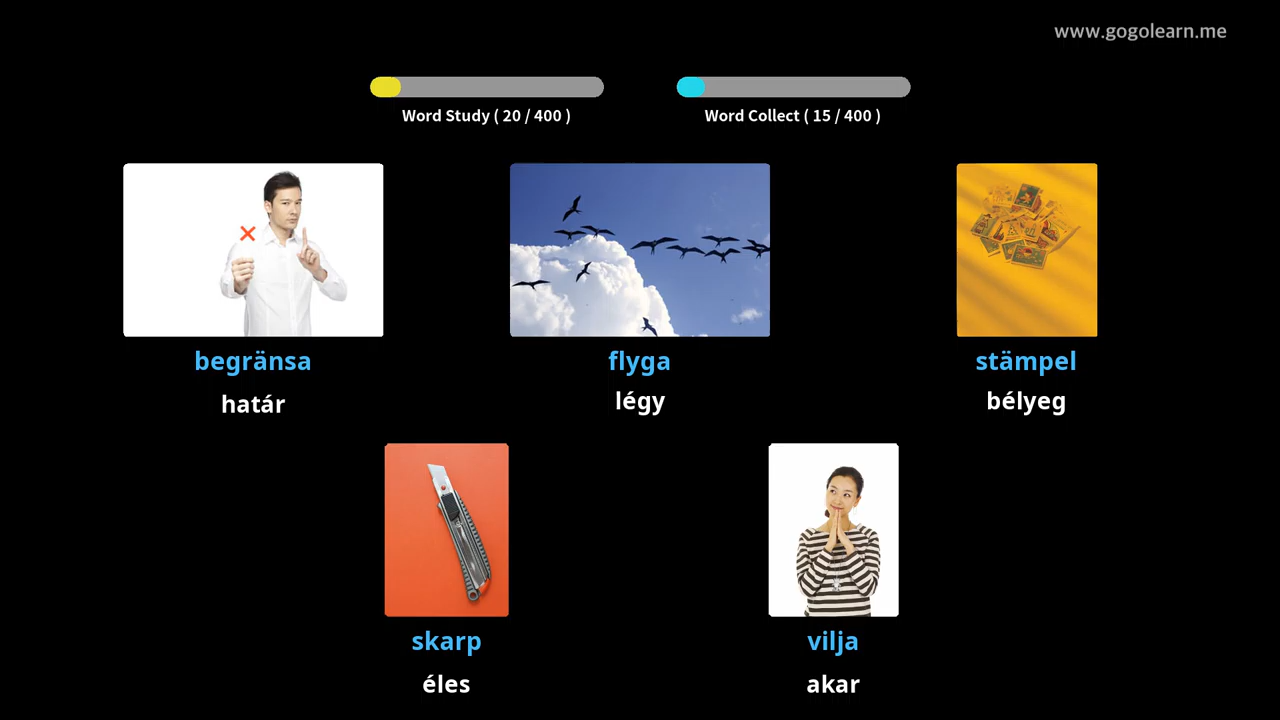 www.gogolearn.me
Word Study ( 20 / 400 )
Word Collect ( 15 / 400 )
begränsa
határ
flyga
légy
stämpel
bélyeg
skarp
éles
vilja
akar